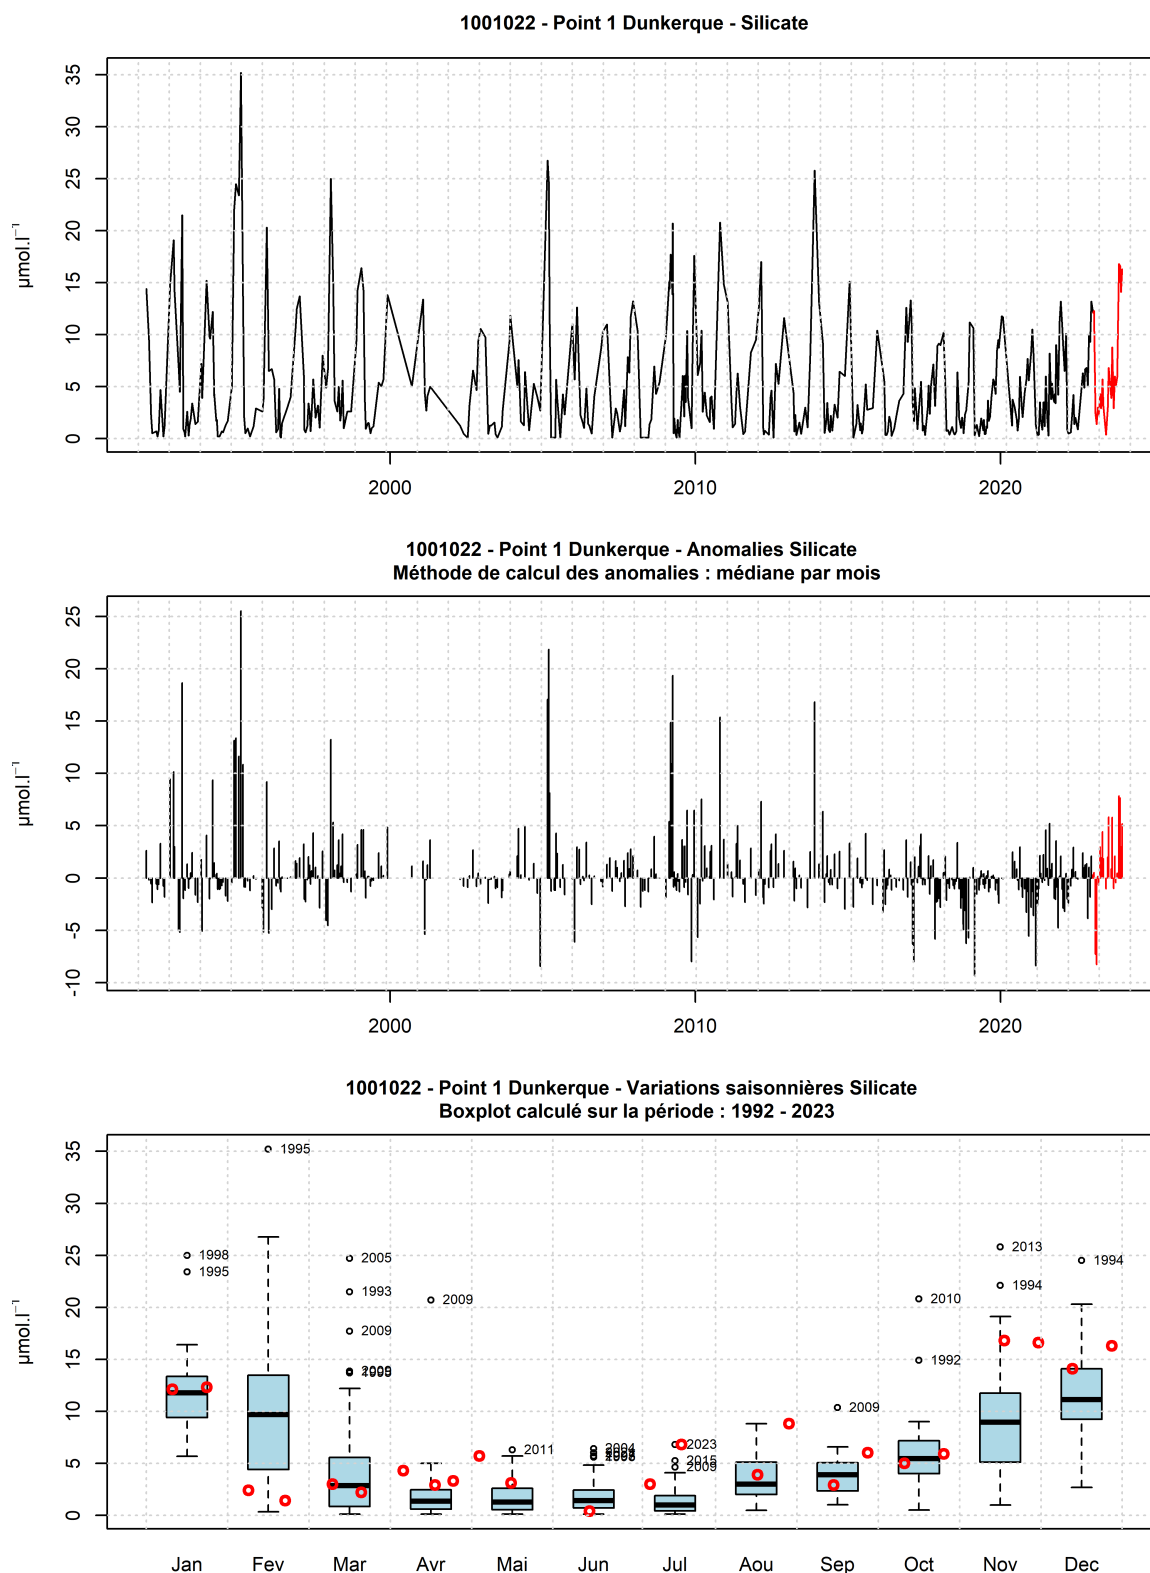 1001022 - Point 1 Dunkerque - Silicate
µmol.l⁻¹
35
30
25
20
15
10
5
0
2000
2010
2020
1001022 - Point 1 Dunkerque - Anomalies Silicate
Méthode de calcul des anomalies : médiane par mois
µmol.l⁻¹
25
20
15
10
5
0
-5
-10
2000
2010
2020
1001022 - Point 1 Dunkerque - Variations saisonnières Silicate
Boxplot calculé sur la période : 1992 - 2023
µmol.l⁻¹
35
30
25
20
15
10
5
0
1998
1995
1995
2005
1993
2009
2009
2011
2004
2023
2015
2009
2009
2010
1992
2013
1994
1994
Jan
Fev
Mar
Avr
Mai
Jun
Jul
Aou
Sep
Oct
Nov
Dec